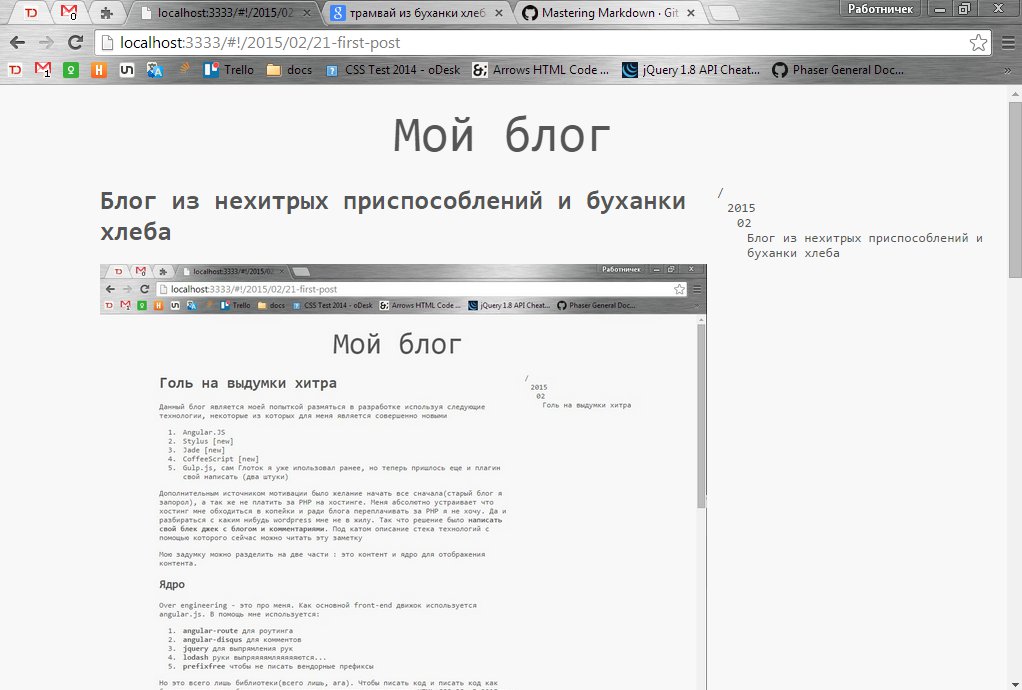 localhost:3333/#!/2015/02
трамвай из буханки хлеб
Mastering Markdown · Git
Работничек
localhost:3333/#!/2015/02/21-first-post
Trello docs CSS Test 2014 - oDesk Arrows HTML Code ... jQuery 1.8 API Cheat... Phaser General Doc... »
Мой блог
Блог из нехитрых приспособлений и буханки
хлеба
/
2015
02
Блог из нехитрых приспособлений и
буханки хлеба
localhost:3333/#!/2015/02
Работничек
localhost:3333/#!/2015/02/21-first-post
Trello docs CSS Test 2014 - oDesk Arrows HTML Code ... jQuery 1.8 API Cheat... Phaser General Doc...
Мой блог
Голь на выдумки хитра
/
2015
02
Голь на выдумки хитра
Данный блог является моей попыткой размяться в разработке используя следующие
технологии, некоторые из которых для меня является совершенно новыми
1. Angular.JS
2. Stylus [new]
3. Jade [new]
4. CoffeeScript [new]
5. Gulp.js, сам Глоток я уже использовал ранее, но теперь пришлось еще и плагин
свой написать (два штуки)
Дополнительным источником мотивации было желание начать все сначала(старый блог я
запорол), а так же не платить за PHP на хостинге. Меня абсолютно устраивает что
хостинг мне обходиться в копейки и ради блога переплачивать за PHP я не хочу. Да и
разбираться с каким нибудь wordpress мне не в жилу. Так что решение было написать
свой блек джек с блогом и комментариями. Под катом описание стека технологий с
помощью которого сейчас можно читать эту заметку
Мою задумку можно разделить на две части : это контент и ядро для отображения
контента.
Ядро
Over engineering - это про меня. Как основной front-end движок используется
angular.js. В помощь мне используется:
1. angular-route для роутинга
2. angular-disqus для комментов
3. jquery для выпрямления рук
4. lodash руки
5. prefixfree чтобы не писать вендорные префиксы
Но это всего лишь библиотеки(всего лишь, ага). Чтобы писать код и писать код как